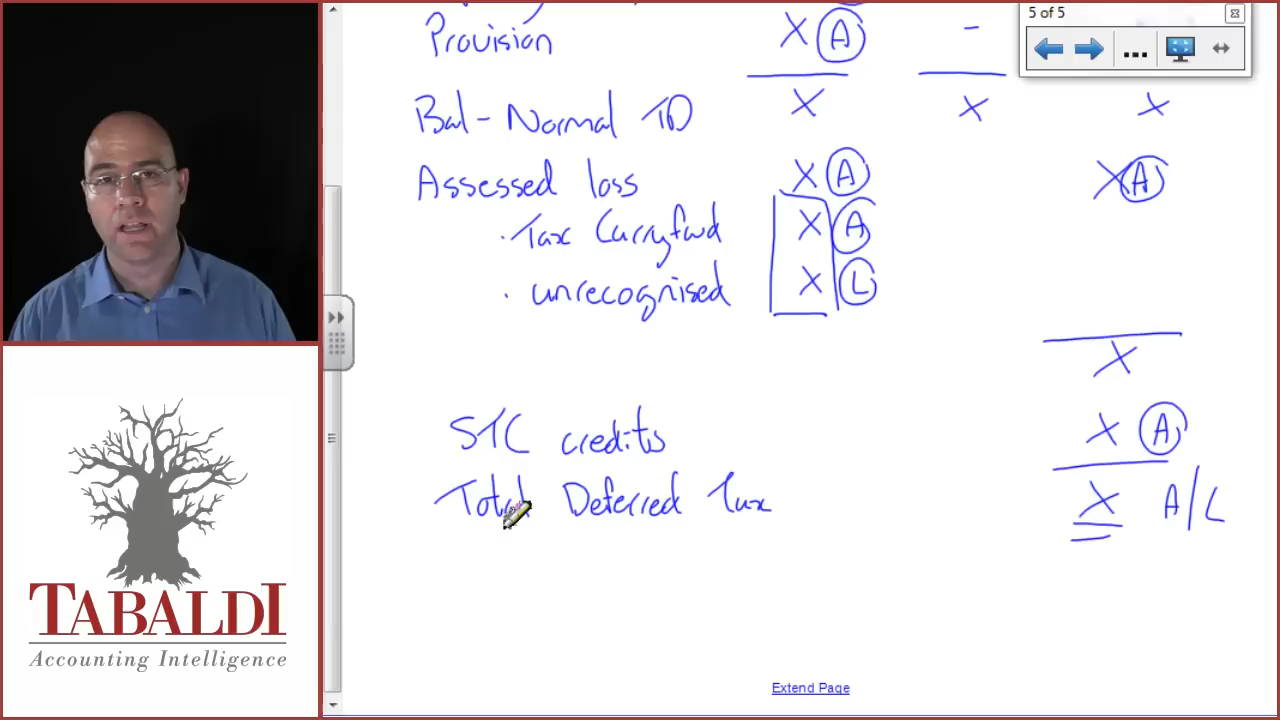 5 of 5
Provision X A -
Bal - Normal TD X X X
Assessed loss X A X A
· Tax Carryfwd X A
· unrecognised X L
X
STC credits X A
Total Deferred Tax X A/L
TABALDI
Accounting Intelligence
Extend Page